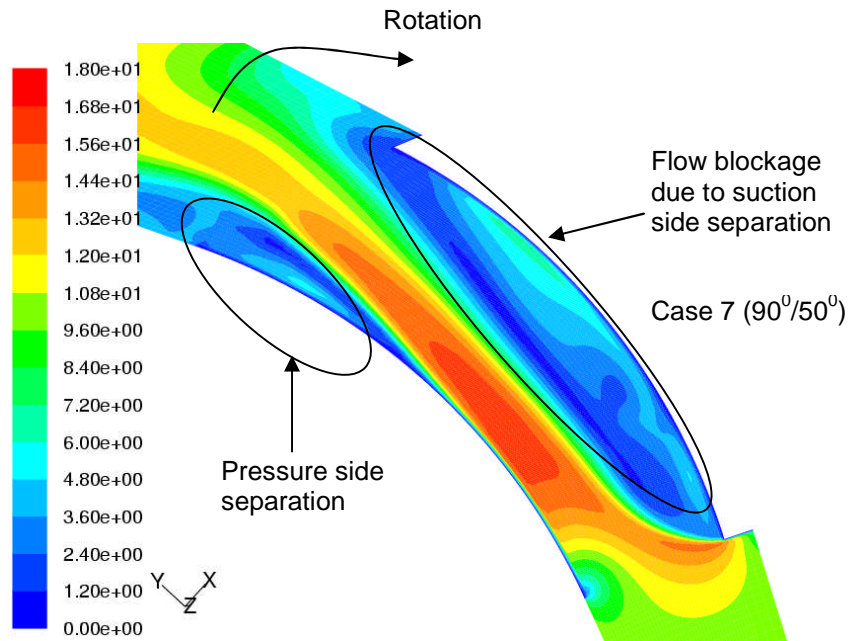 Rotation
1.80e+01
1.68e+01
1.56e+01
1.44e+01
1.32e+01
1.20e+01
1.08e+01
9.60e+00
8.40e+00
7.20e+00
6.00e+00
4.80e+00
3.60e+00
2.40e+00
1.20e+00
0.00e+00
Flow blockage
due to suction
side separation
Case 7 (90⁰/50⁰)
Pressure side
separation
Y X
Z